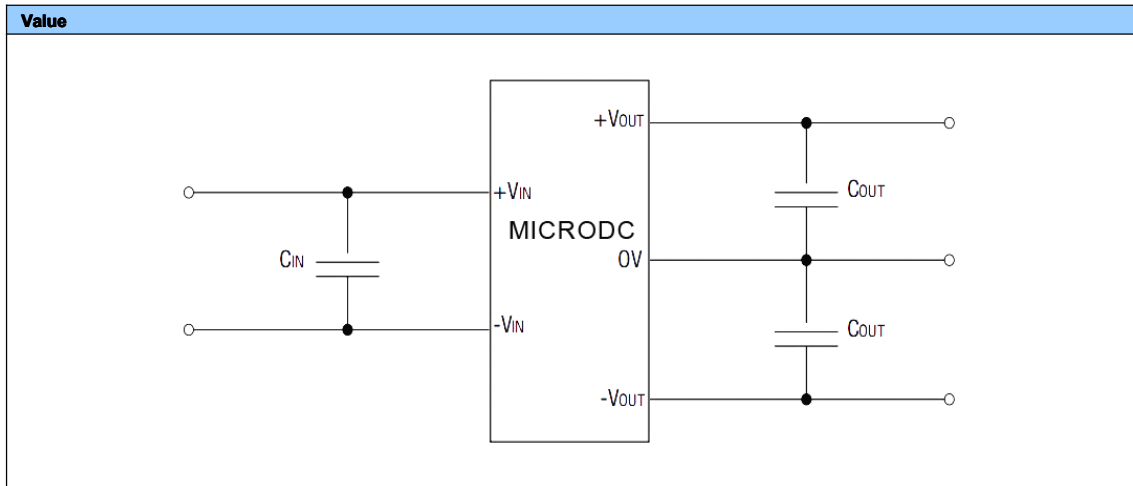 Value
+VOUT
COUT
+VIN
MICRODC
CIN
0V
-VIN
COUT
-VOUT